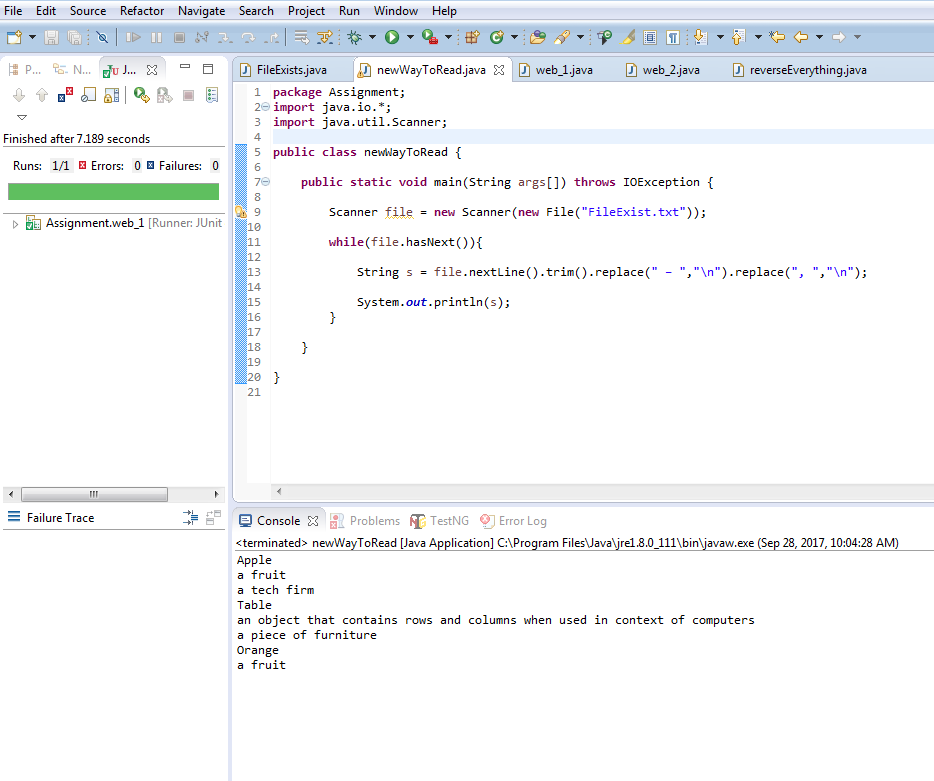 File Edit Source Refactor Navigate Search Project Run Window Help
P... N... J...
Finished after 7.189 seconds
Runs: 1/1 Errors: 0 Failures: 0
Assignment.web_1 [Runner: JUnit
Failure Trace
FileExists.java newWayToRead.java web_1.java web_2.java reverseEverything.java
1 package Assignment;
2 import java.io.*;
3 import java.util.Scanner;
4
5 public class newWayToRead {
6
7 public static void main(String args[]) throws IOException {
8
9 Scanner file = new Scanner(new File("FileExist.txt"));
10
11 while(file.hasNext()){
12
13 String s = file.nextLine().trim().replace(" – ","\n").replace(", ","\n");
14
15 System.out.println(s);
16 }
17
18 }
19
20 }
21
Console Problems TestNG Error Log
<terminated> newWayToRead [Java Application] C:\Program Files\Java\jre1.8.0_111\bin\javaw.exe (Sep 28, 2017, 10:04:28 AM)
Apple
a fruit
a tech firm
Table
an object that contains rows and columns when used in context of computers
a piece of furniture
Orange
a fruit